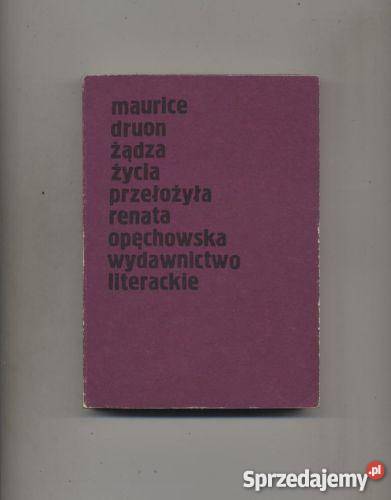 maurice
druon
żądza
życia
przełożyła
renata
opęchowska
wydawnictwo
literackie
Sprzedajemy.pl